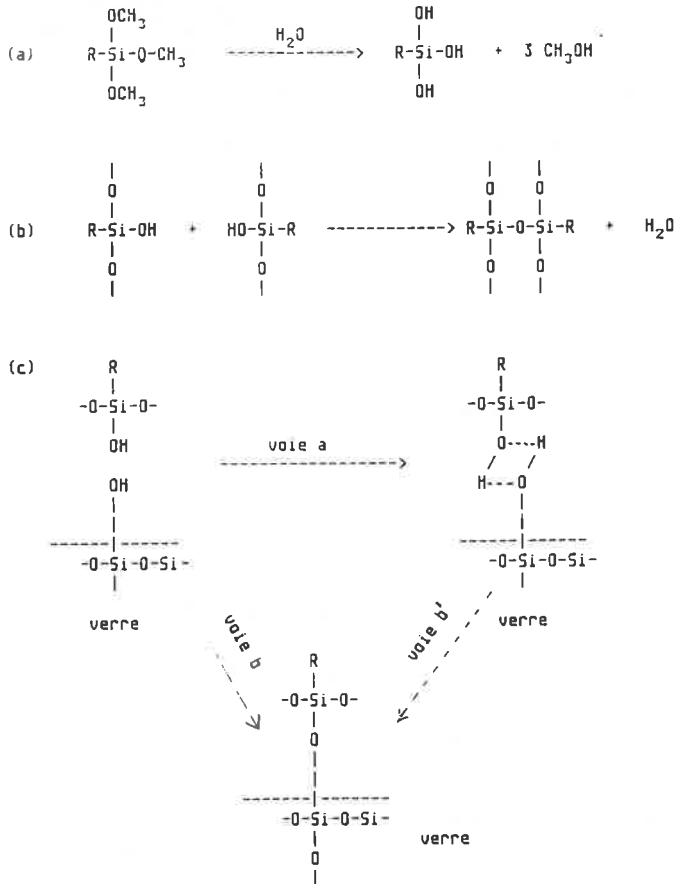 OCH3 OH
(a) R-Si-O-CH3 H2O R-Si-OH + 3 CH3OH
OCH3 OH
O O O O
(b) R-Si-OH + HO-Si-R R-Si-O-Si-R + H2O
O O O O
(c) R R
-O-Si-O- -O-Si-O-
OH voie a O----H
OH H---O
-O-Si-O-Si- -O-Si-O-Si-
verre verre
voie b voie b'
R
-O-Si-O-
O
-O-Si-O-Si-
verre
O